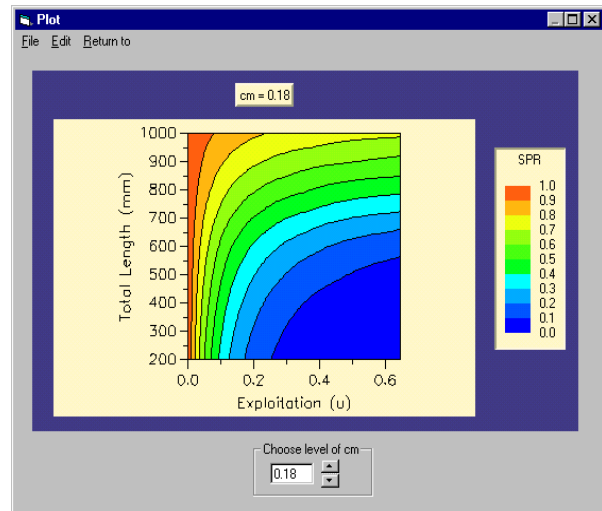 Plot
File Edit Return to
cm = 0.18
1000
900
800
700
600
500
400
300
200
Total Length (mm)
0.0 0.2 0.4 0.6
Exploitation (u)
SPR
1.0
0.9
0.8
0.7
0.6
0.5
0.4
0.3
0.2
0.1
0.0
Choose level of cm
0.18